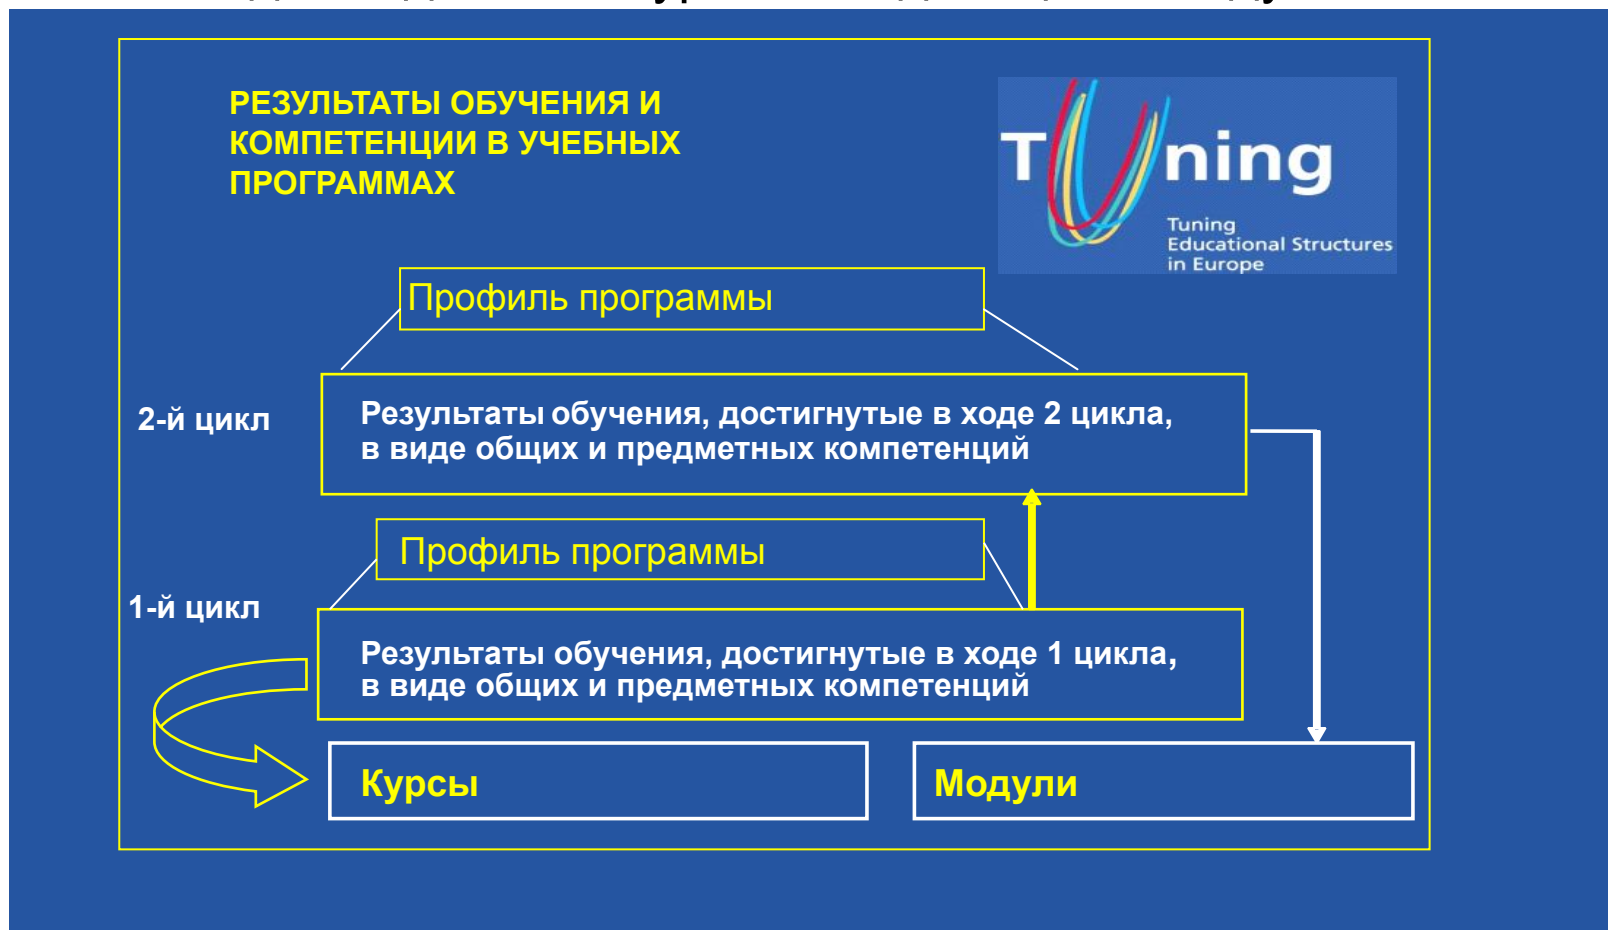 РЕЗУЛЬТАТЫ ОБУЧЕНИЯ И
КОМПЕТЕНЦИИ В УЧЕБНЫХ
ПРОГРАММАХ
Tuning
Tuning
Educational Structures
in Europe
Профиль программы
2-й цикл
Результаты обучения, достигнутые в ходе 2 цикла,
в виде общих и предметных компетенций
Профиль программы
1-й цикл
Результаты обучения, достигнутые в ходе 1 цикла,
в виде общих и предметных компетенций
Курсы
Модули